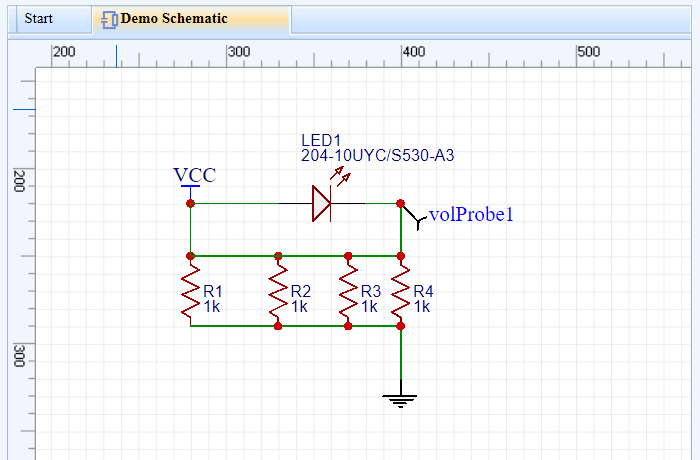 Start
Demo Schematic
200
300
400
500
LED1
204-10UYC/S530-A3
VCC
200
volProbe1
R1
1k
R2
1k
R3
1k
R4
1k
300